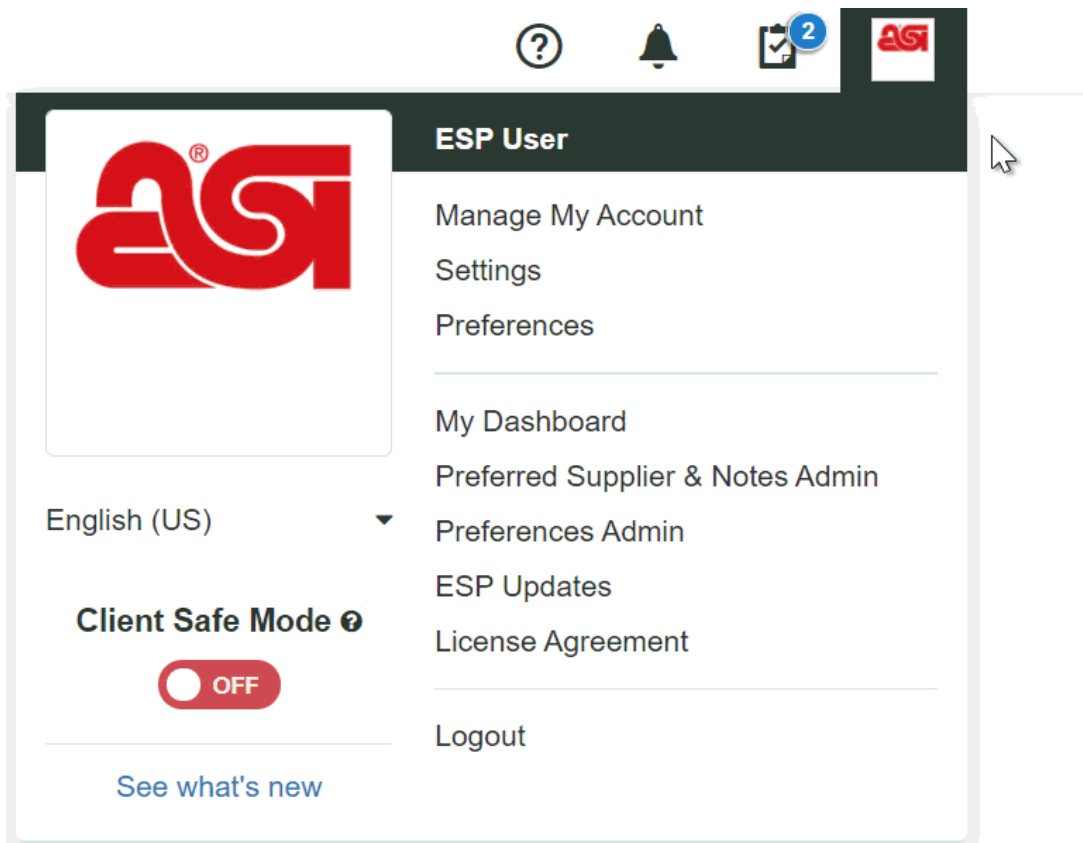 2
asi
ESP User
asi®
Manage My Account
Settings
Preferences
My Dashboard
Preferred Supplier & Notes Admin
Preferences Admin
ESP Updates
License Agreement
Logout
English (US)
Client Safe Mode
OFF
See what's new